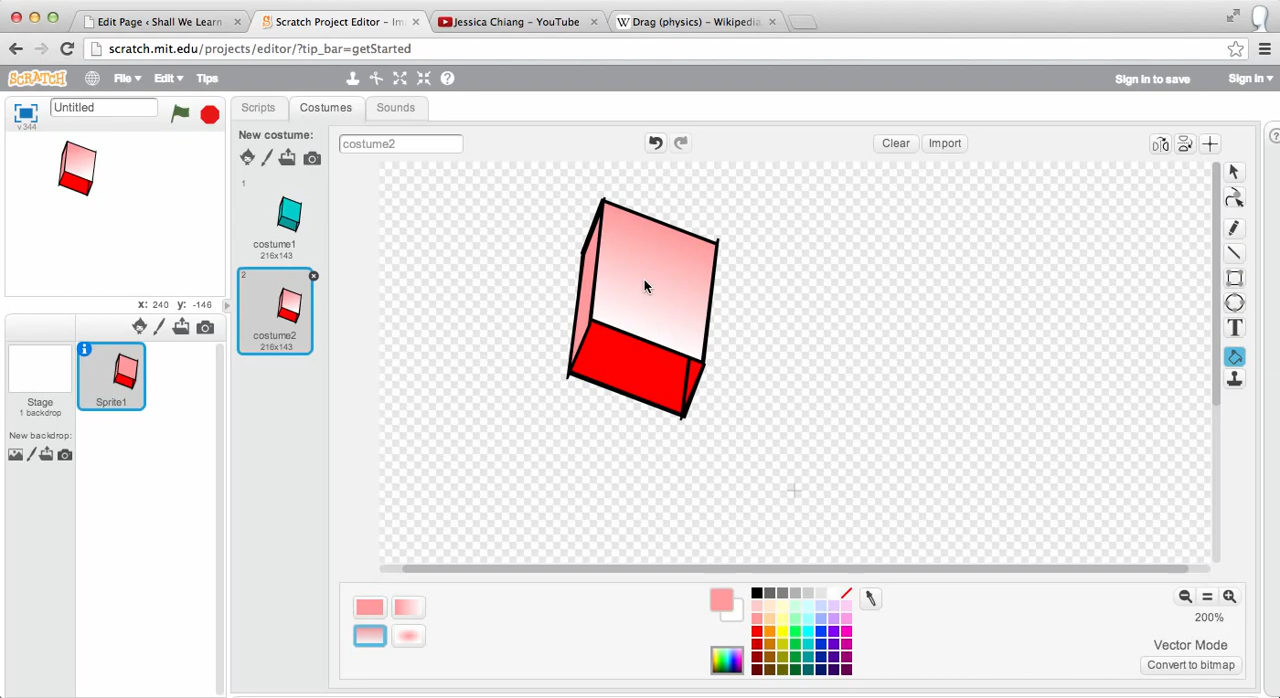 Edit Page ‹ Shall We Learn
Scratch Project Editor - Im
Jessica Chiang - YouTube
Drag (physics) - Wikipedia,
scratch.mit.edu/projects/editor/?tip_bar=getStarted
SCRATCH File Edit Tips Sign in to save Sign in
Untitled
v344
Scripts Costumes Sounds
New costume:
costume2
Clear Import
1
costume1
216x143
2
costume2
216x143
x: 240 y: -146
Stage
1 backdrop
Sprite1
New backdrop:
T
200%
Vector Mode
Convert to bitmap